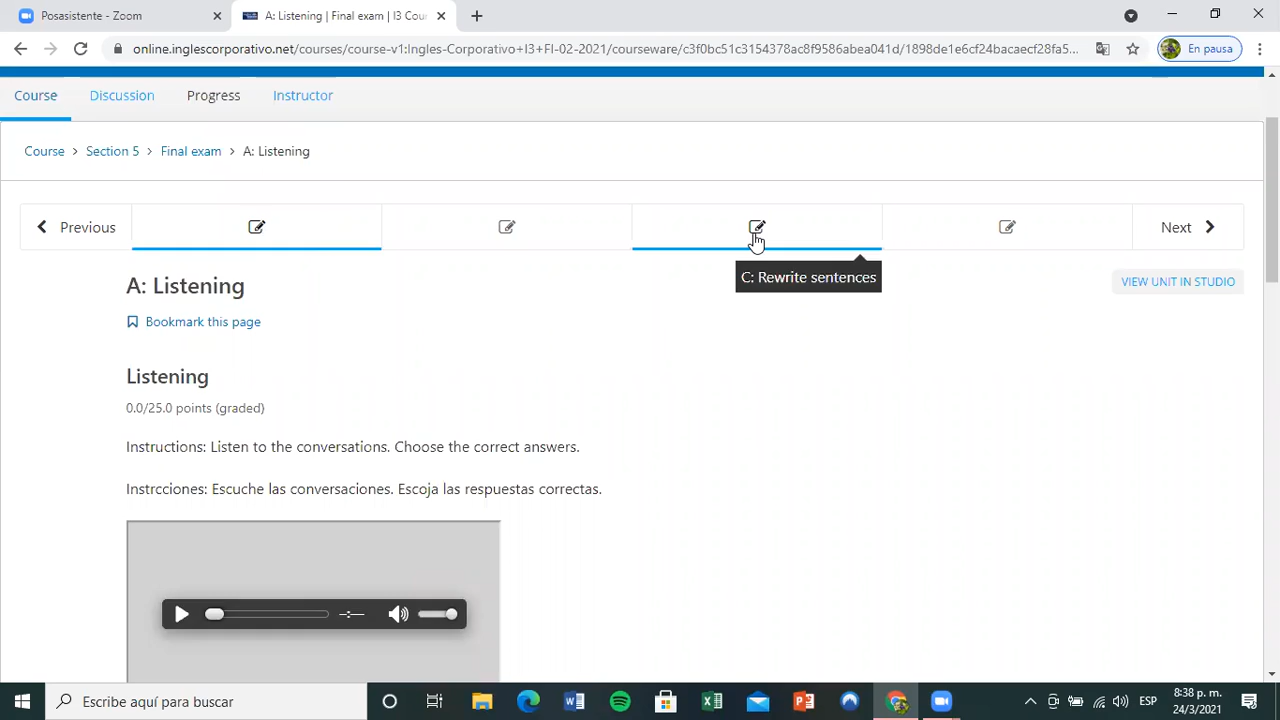 Posasistente - Zoom
A: Listening | Final exam | I3 Cour
online.inglescorporativo.net/courses/course-v1:Ingles-Corporativo+I3+FI-02-2021/courseware/c3f0bc51c3154378ac8f9586abea041d/1898de1e6cf24bacaecf28fa5...
En pausa
Course
Discussion
Progress
Instructor
Course > Section 5 > Final exam > A: Listening
Previous
Next
C: Rewrite sentences
A: Listening
VIEW UNIT IN STUDIO
Bookmark this page
Listening
0.0/25.0 points (graded)
Instructions: Listen to the conversations. Choose the correct answers.
Instrcciones: Escuche las conversaciones. Escoja las respuestas correctas.
-:--
Escribe aquí para buscar
ESP
8:38 p. m.
24/3/2021